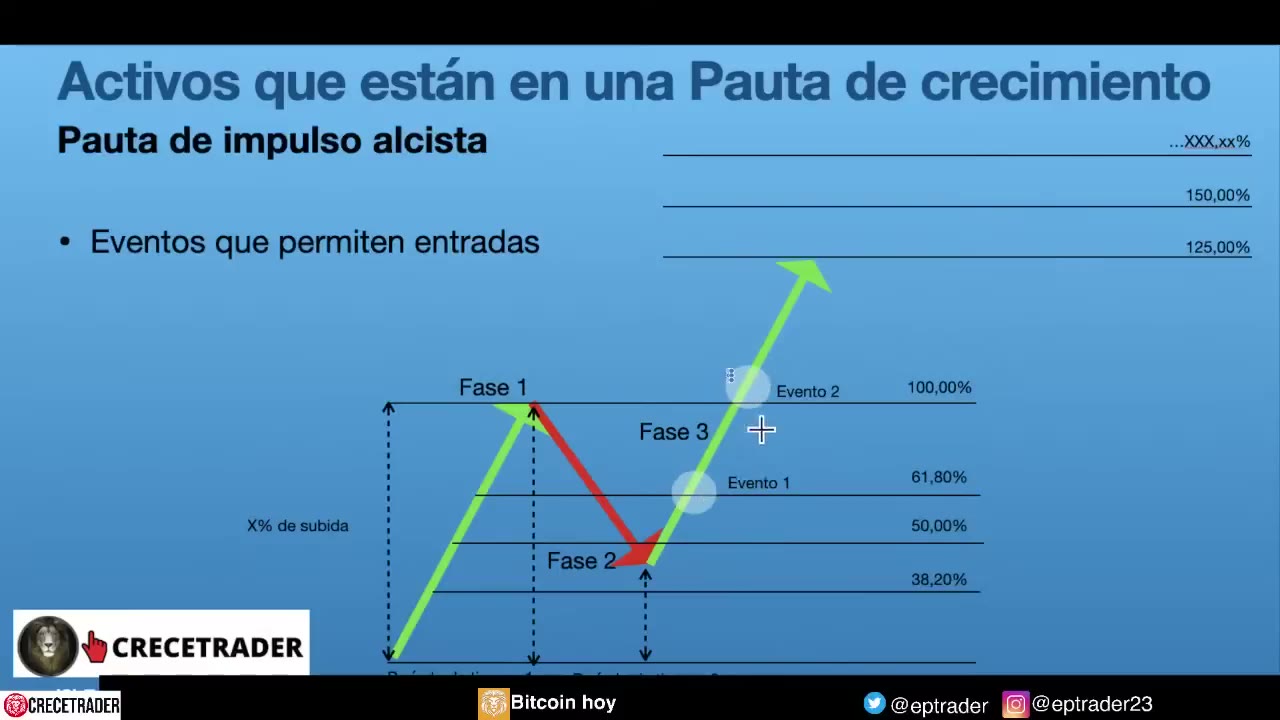 Activos que están en una Pauta de crecimiento
Pauta de impulso alcista
...XXX,xx%
150,00%
• Eventos que permiten entradas
125,00%
Fase 1
Evento 2
100,00%
Fase 3
Evento 1
61,80%
X% de subida
50,00%
Fase 2
38,20%
CRECETRADER
CRECETRADER
Bitcoin hoy
@eptrader
@eptrader23